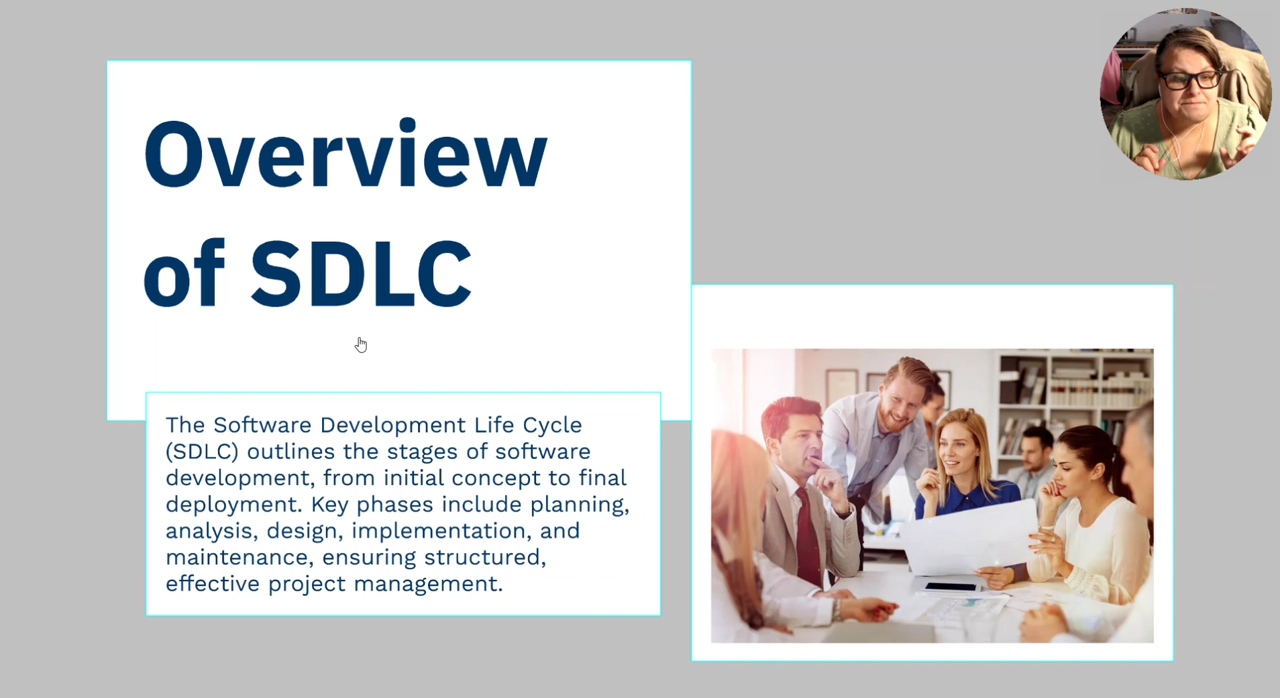 Overview
of SDLC
The Software Development Life Cycle
(SDLC) outlines the stages of software
development, from initial concept to final
deployment. Key phases include planning,
analysis, design, implementation, and
maintenance, ensuring structured,
effective project management.